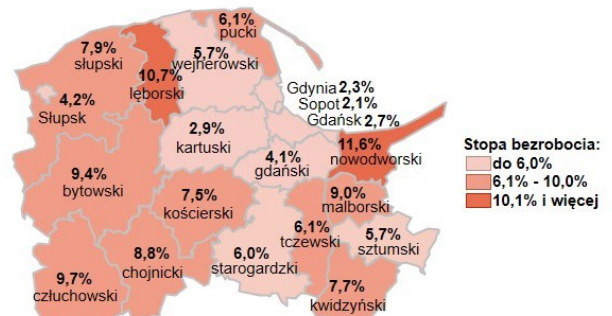 6,1%
pucki
7,9%
słupski
5,7%
wejherowski
10,7%
lęborski
Gdynia 2,3%
Sopot 2,1%
Gdańsk 2,7%
4,2%
Słupsk
2,9%
kartuski
11,6%
nowodworski
4,1%
gdański
9,4%
bytowski
7,5%
kościerski
9,0%
malborski
6,1%
tczewski
5,7%
sztumski
8,8%
chojnicki
6,0%
starogardzki
9,7%
człuchowski
7,7%
kwidzyński
Stopa bezrobocia:
do 6,0%
6,1% - 10,0%
10,1% i więcej